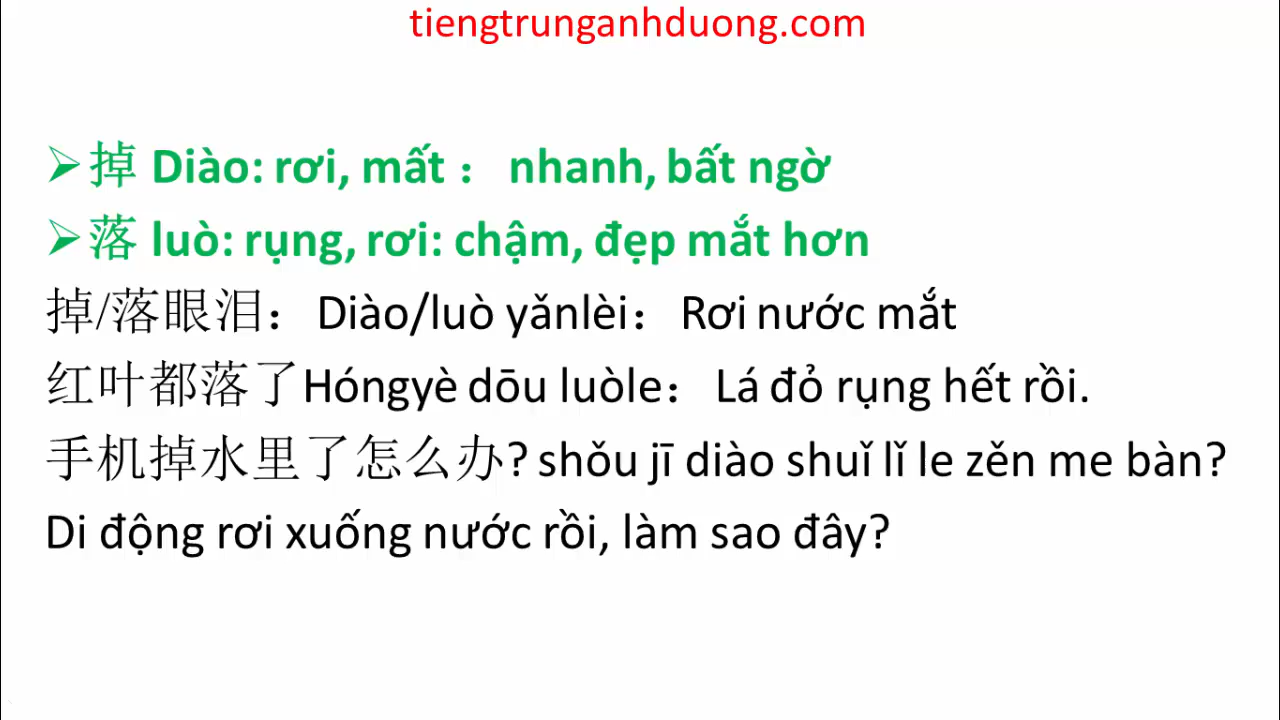 tiengtrunganhduong.com
➢掉 Diào: rơi, mất ： nhanh, bất ngờ
➢落 luò: rụng, rơi: chậm, đẹp mắt hơn
掉/落眼泪：Diào/luò yǎnlèi：Rơi nước mắt
红叶都落了Hóngyè dōu luòle：Lá đỏ rụng hết rồi.
手机掉水里了怎么办? shǒu jī diào shuǐ lǐ le zěn me bàn?
Di động rơi xuống nước rồi, làm sao đây?